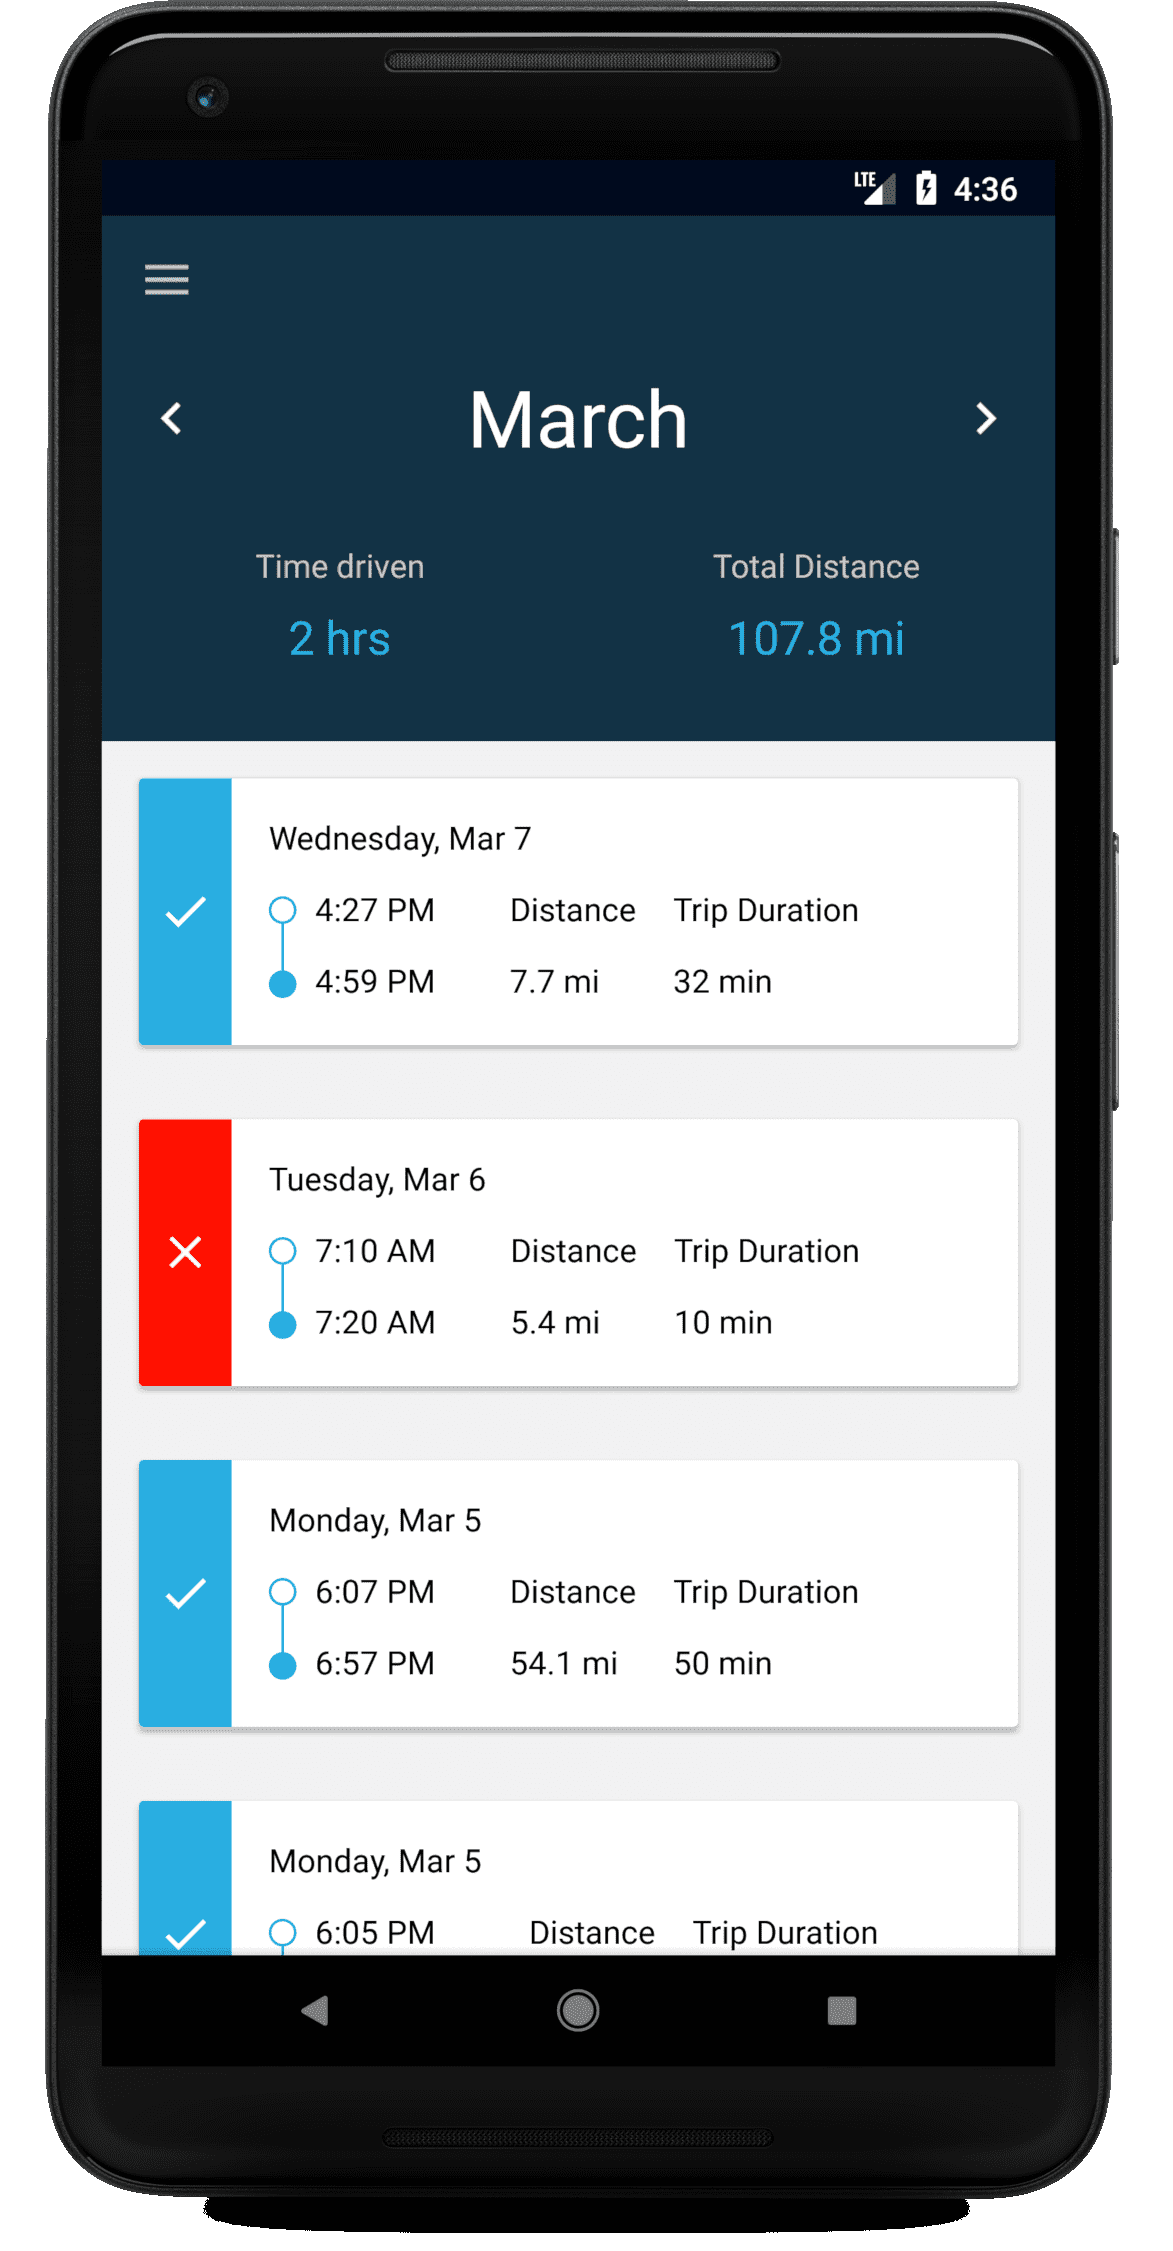 LTE 4:36
March
Time driven Total Distance
2 hrs 107.8 mi
Wednesday, Mar 7
4:27 PM Distance Trip Duration
4:59 PM 7.7 mi 32 min
Tuesday, Mar 6
7:10 AM Distance Trip Duration
7:20 AM 5.4 mi 10 min
Monday, Mar 5
6:07 PM Distance Trip Duration
6:57 PM 54.1 mi 50 min
Monday, Mar 5
6:05 PM Distance Trip Duration